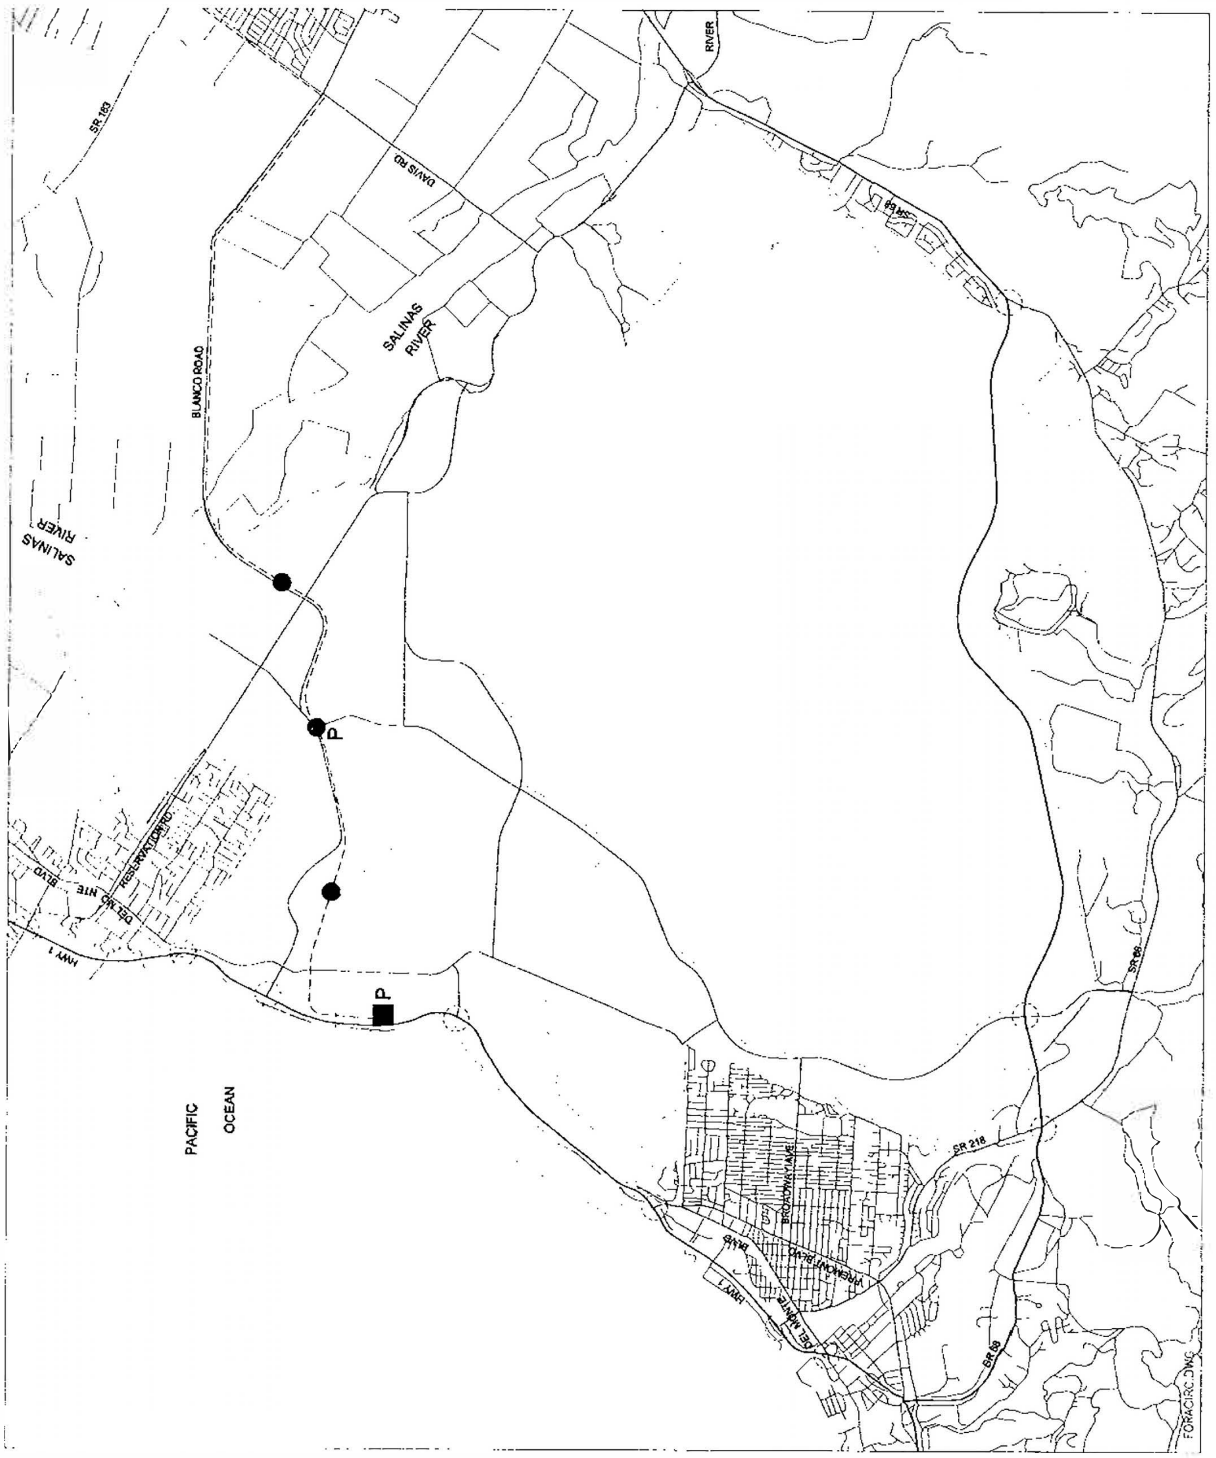 RIVER
SR 183
DAVIS RD.
SR 68
SALINAS
RIVER
BLANCO ROAD
SALINAS
RIVER
P
RESERVATION RD
BLVD
DEL MO NTE
HWY 1
SR 68
P
PACIFIC
OCEAN
SR 218
BROADWAY AVE
BLVD
FREMONT BLVD
HWY 1
DEL MONTE
SR 68
FORACIRC.DWG